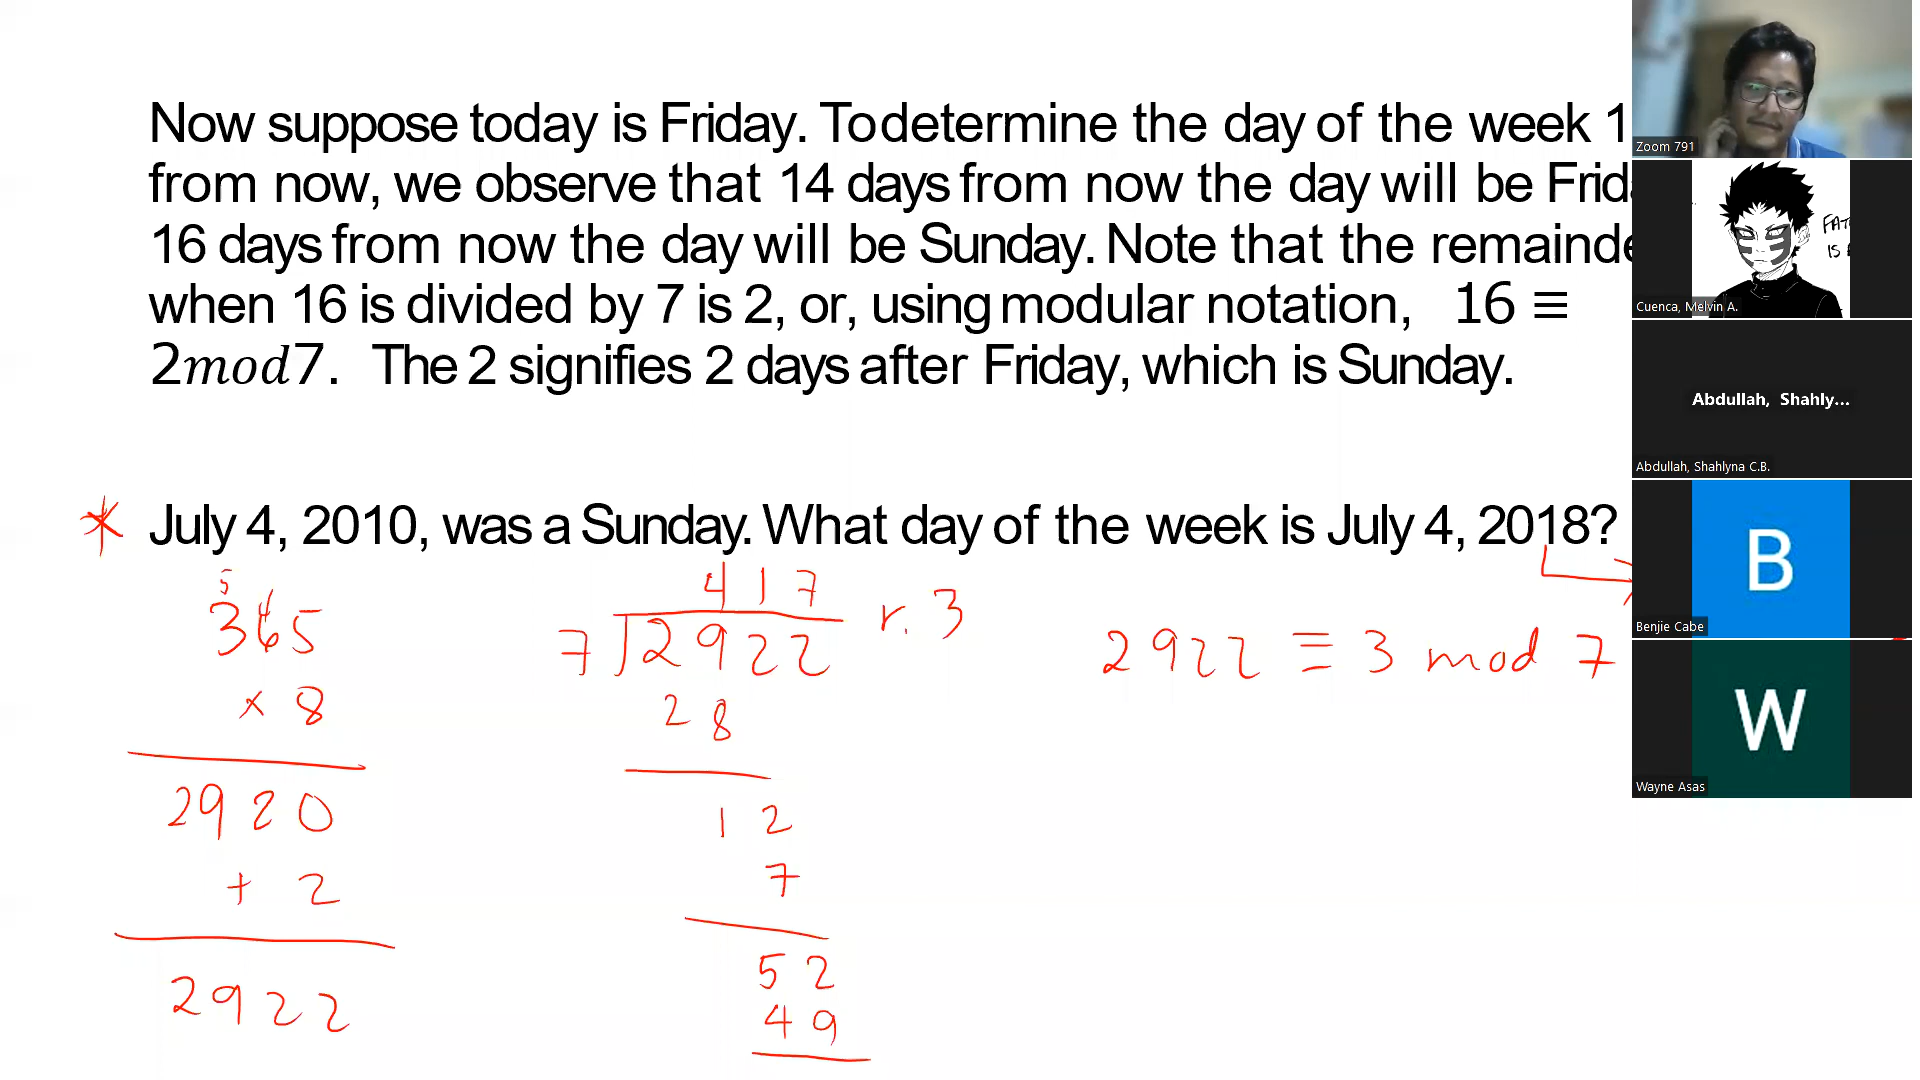 Now suppose today is Friday. To determine the day of the week 1
from now, we observe that 14 days from now the day will be Frid
16 days from now the day will be Sunday. Note that the remainde
when 16 is divided by 7 is 2, or, using modular notation, 16 ≡
2mod7. The 2 signifies 2 days after Friday, which is Sunday.
* July 4, 2010, was a Sunday. What day of the week is July 4, 2018?
5 4
365
× 8
2920
+ 2
2922
417 r. 3
7 2922
28
12
7
52
49
2922 ≡ 3 mod 7
Zoom 791
IS
Cuenca, Melvin A.
Abdullah, Shahly...
Abdullah, Shahlyna C.B.
B
Benjie Cabe
W
Wayne Asas